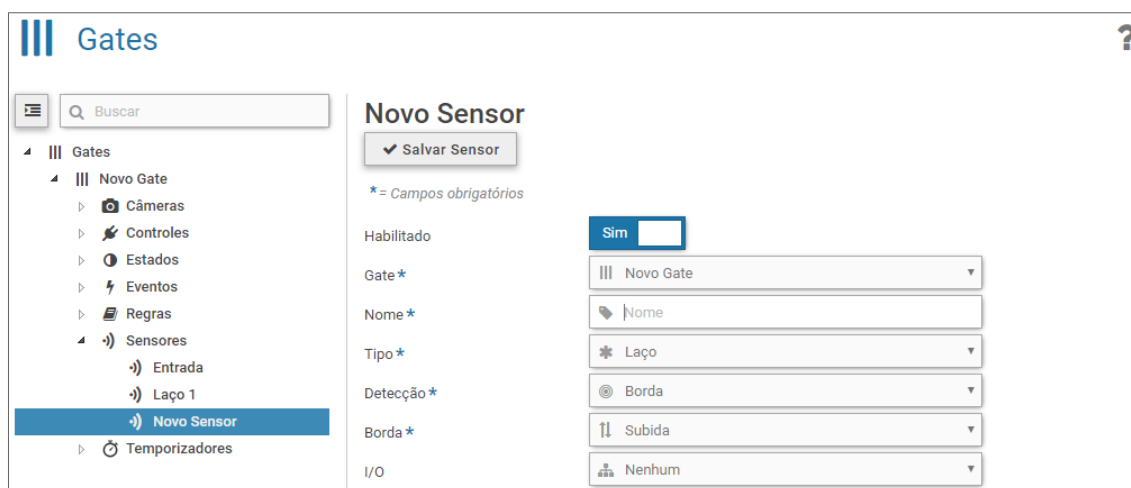 Gates
?
Buscar
Gates
Novo Gate
Câmeras
Controles
Estados
Eventos
Regras
Sensores
Entrada
Laço 1
Novo Sensor
Temporizadores
Novo Sensor
Salvar Sensor
*= Campos obrigatórios
Habilitado Sim
Gate* Novo Gate
Nome* Nome
Tipo* Laço
Detecção* Borda
Borda* Subida
I/O Nenhum